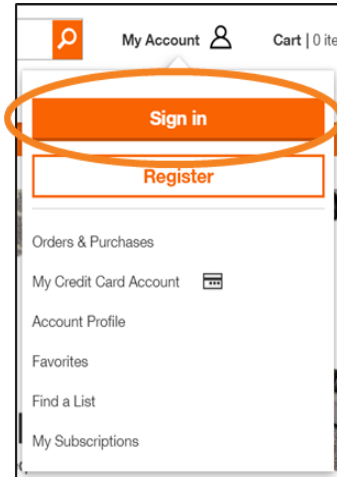 My Account Cart | 0 ite
Sign in
Register
Orders & Purchases
My Credit Card Account
Account Profile
Favorites
Find a List
My Subscriptions